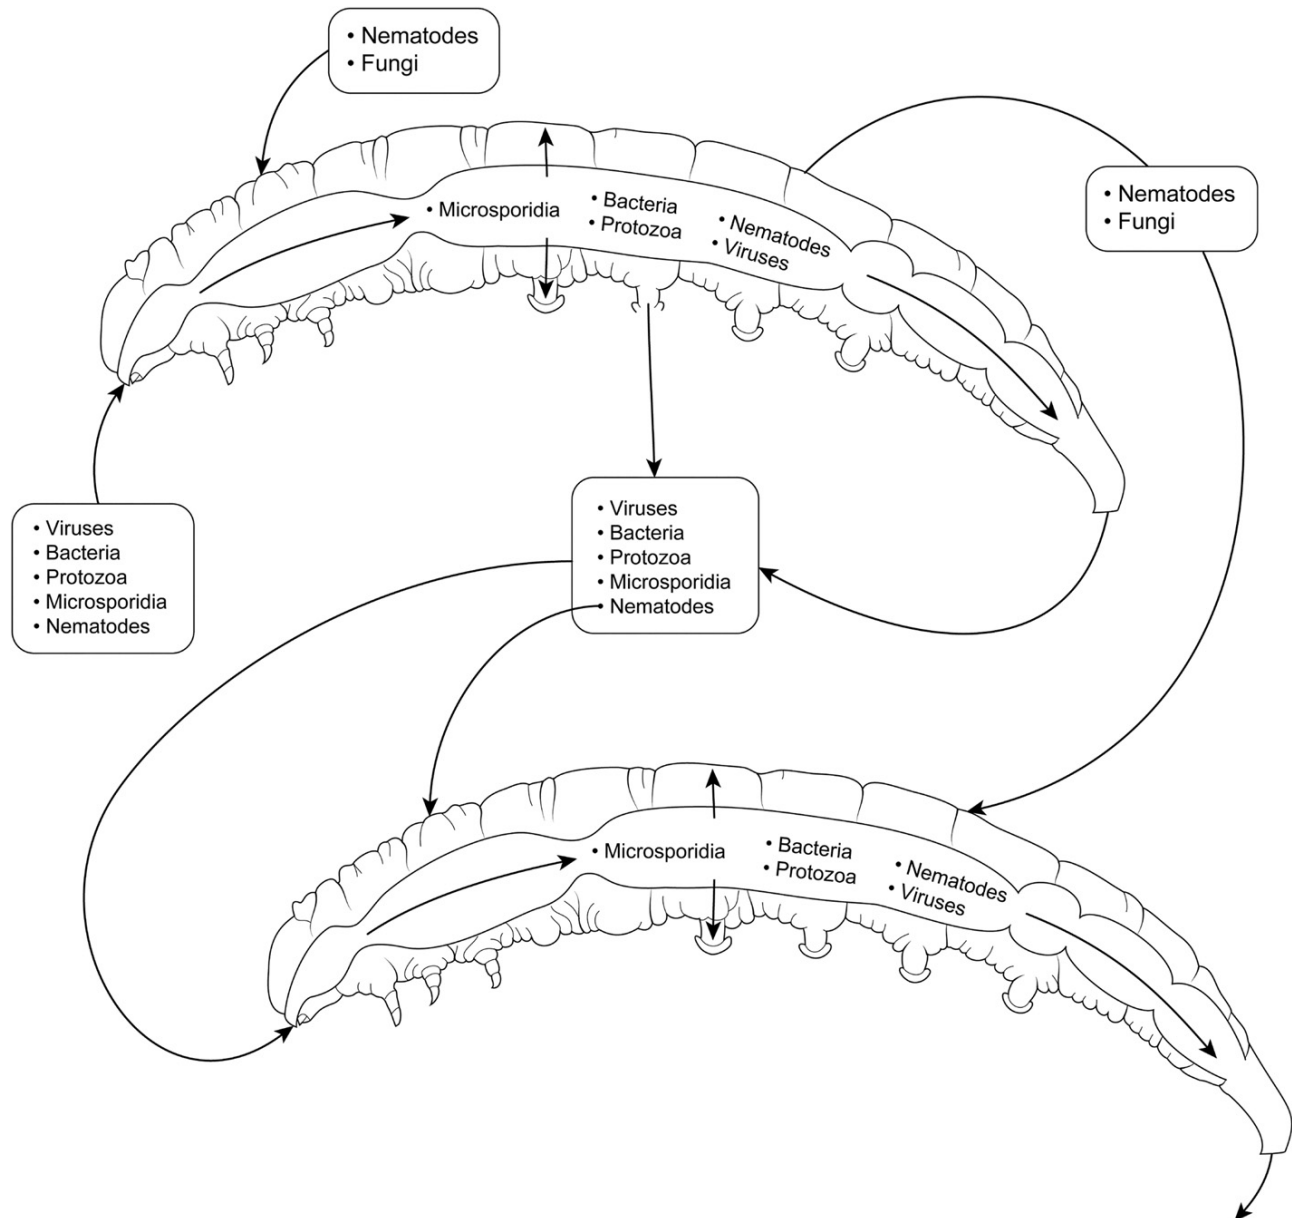 • Nematodes
• Fungi
• Microsporidia
• Bacteria
• Protozoa
• Nematodes
• Viruses
• Nematodes
• Fungi
• Viruses
• Bacteria
• Protozoa
• Microsporidia
• Nematodes
• Viruses
• Bacteria
• Protozoa
• Microsporidia
• Nematodes
• Microsporidia
• Bacteria
• Protozoa
• Nematodes
• Viruses